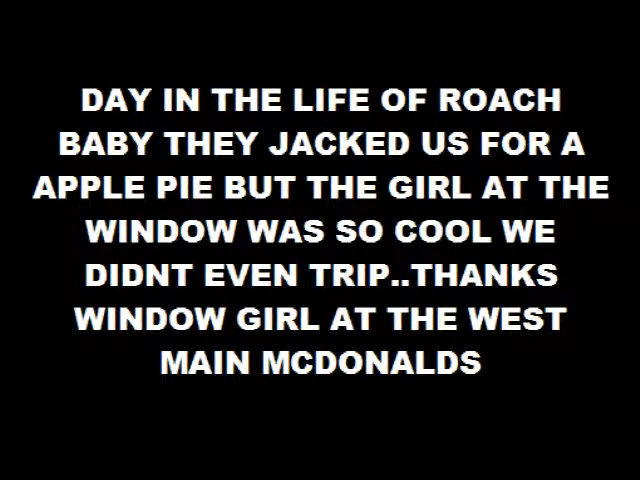 DAY IN THE LIFE OF ROACH
BABY THEY JACKED US FOR A
APPLE PIE BUT THE GIRL AT THE
WINDOW WAS SO COOL WE
DIDNT EVEN TRIP..THANKS
WINDOW GIRL AT THE WEST
MAIN MCDONALDS